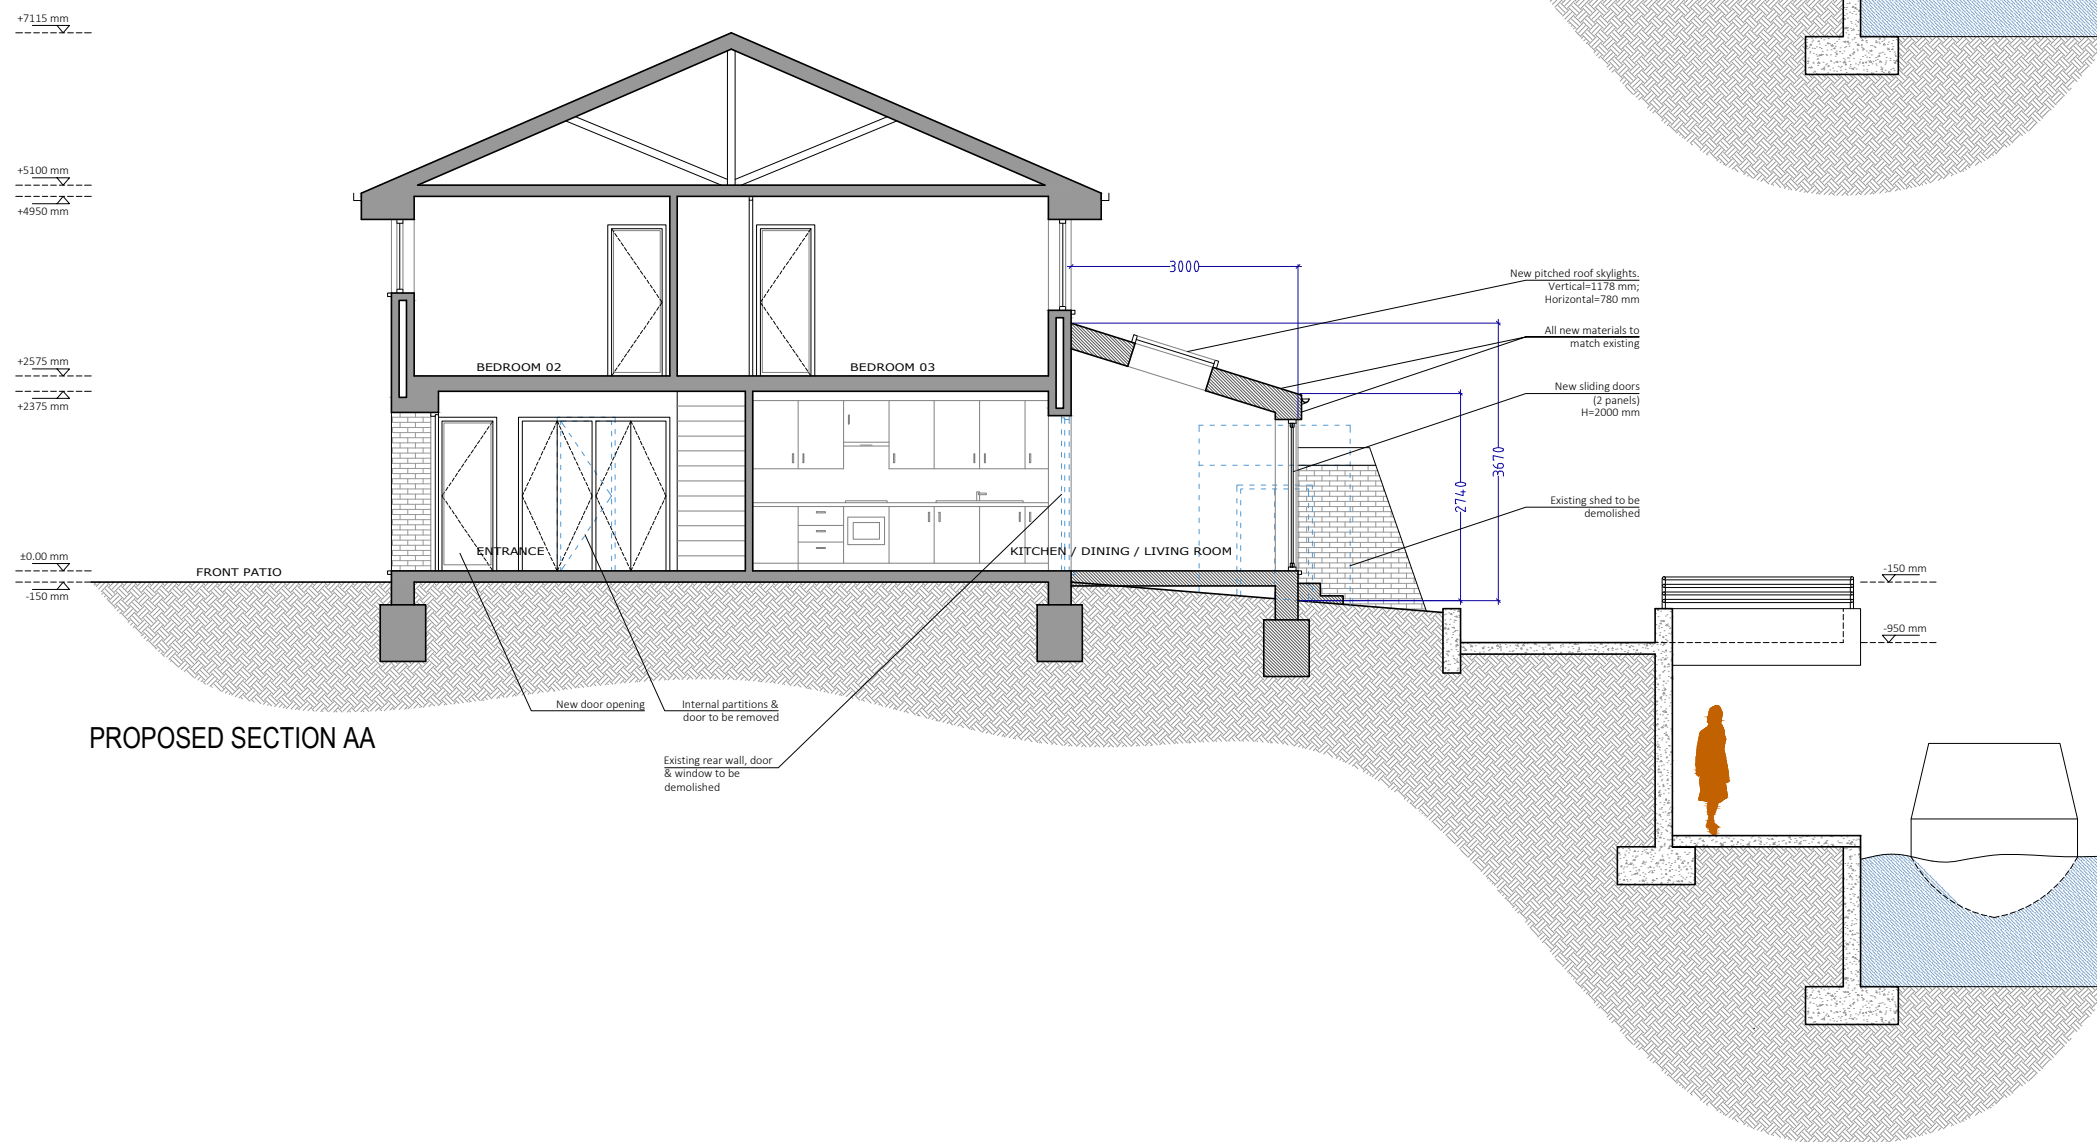 +7115 mm
+5100 mm
+4950 mm
3000
New pitched roof skylights.
Vertical=1178 mm;
Horizontal=780 mm
All new materials to
match existing
+2575 mm
BEDROOM 02
BEDROOM 03
+2375 mm
New sliding doors
(2 panels)
H=2000 mm
3670
2740
Existing shed to be
demolished
±0.00 mm
ENTRANCE
KITCHEN / DINING / LIVING ROOM
FRONT PATIO
-150 mm
-150 mm
-950 mm
New door opening
Internal partitions &
door to be removed
PROPOSED SECTION AA
Existing rear wall, door
& window to be
demolished